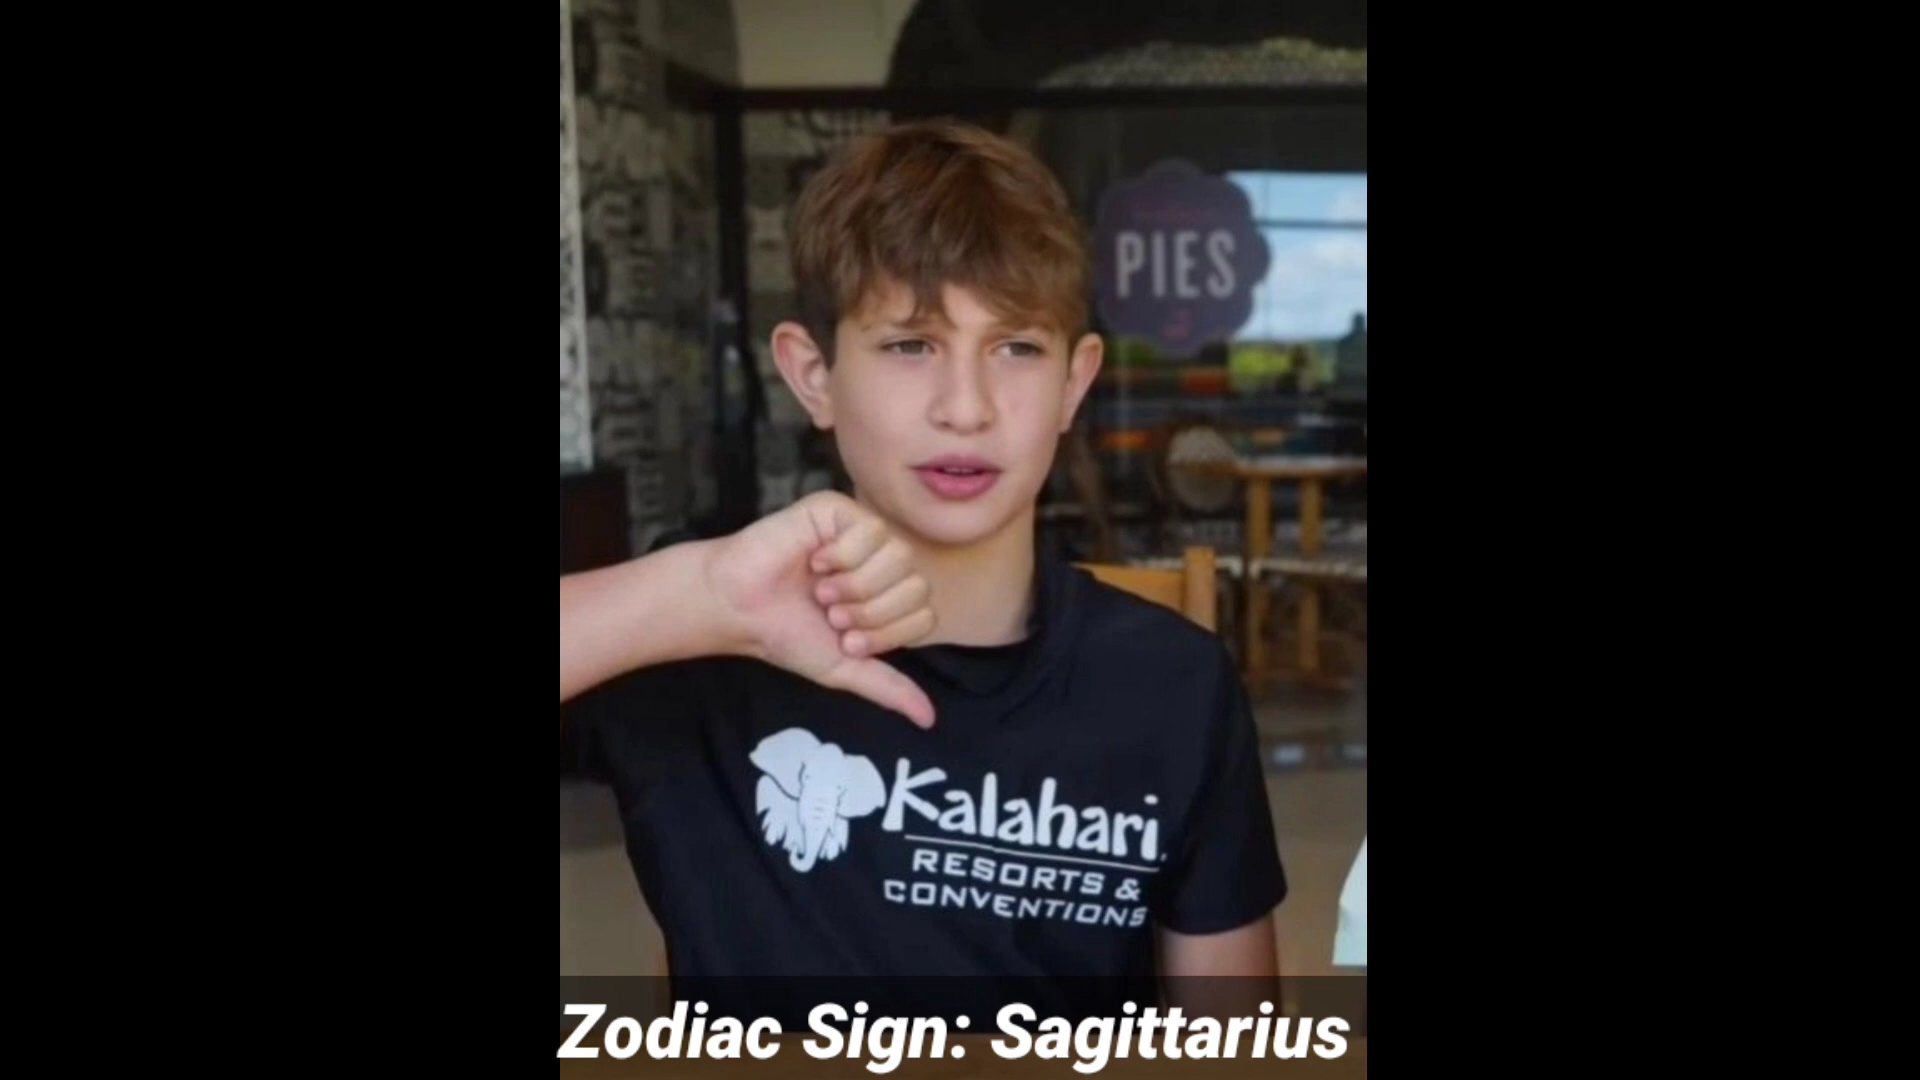 PIES
Kalahari
RESORTS &
CONVENTIONS
Zodiac Sign: Sagittarius